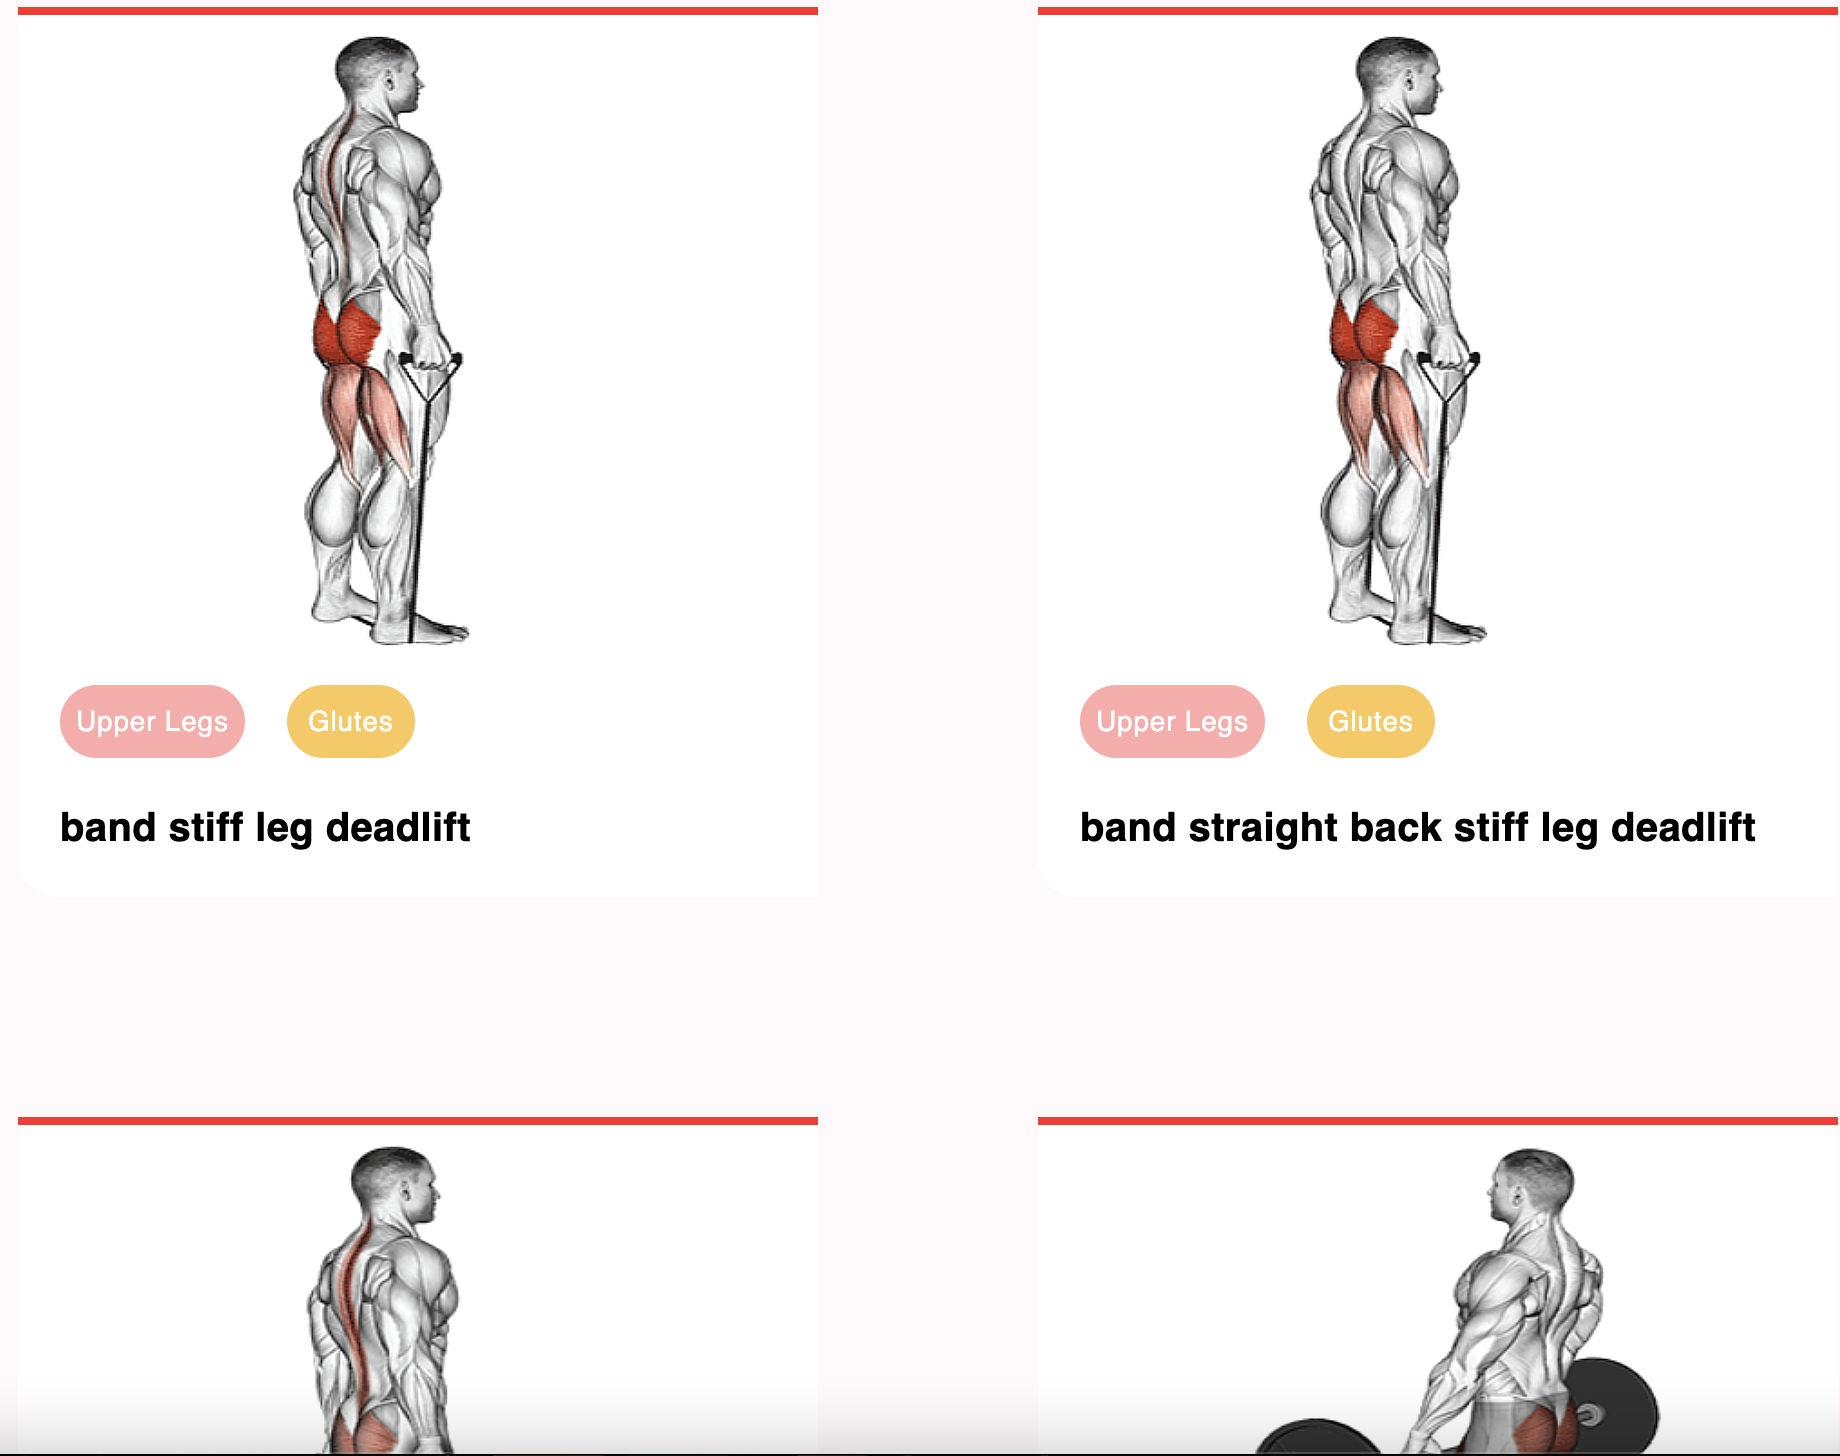 Upper Legs Glutes
band stiff leg deadlift
Upper Legs Glutes
band straight back stiff leg deadlift